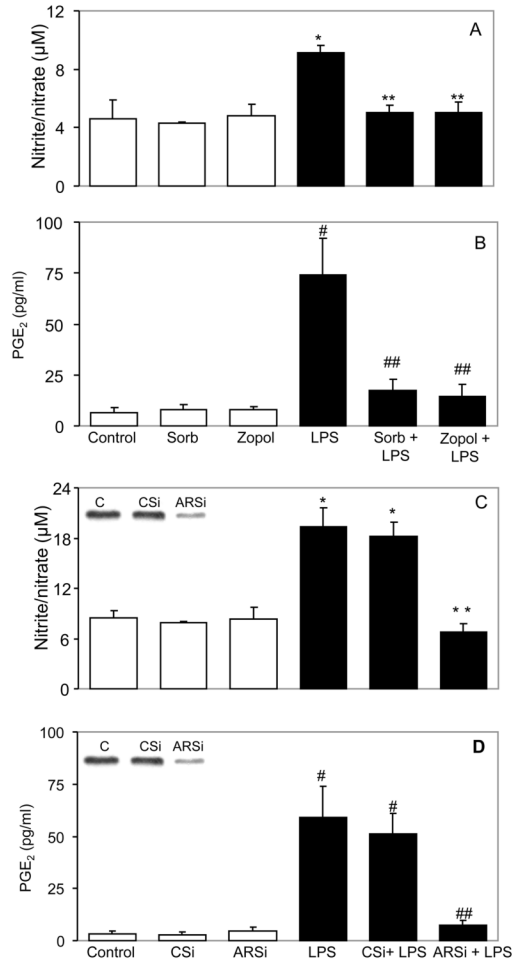 A
Nitrite/nitrate (µM)
12
8
4
0
*
**
**
B
PGE2 (pg/ml)
100
75
50
25
0
#
##
##
Control Sorb Zopol LPS Sorb + LPS Zopol + LPS
C
Nitrite/nitrate (µM)
24
18
12
6
0
C CSi ARSi
*
*
* *
D
PGE2 (pg/ml)
100
75
50
25
0
C CSi ARSi
#
#
##
Control CSi ARSi LPS CSi+ LPS ARSi + LPS